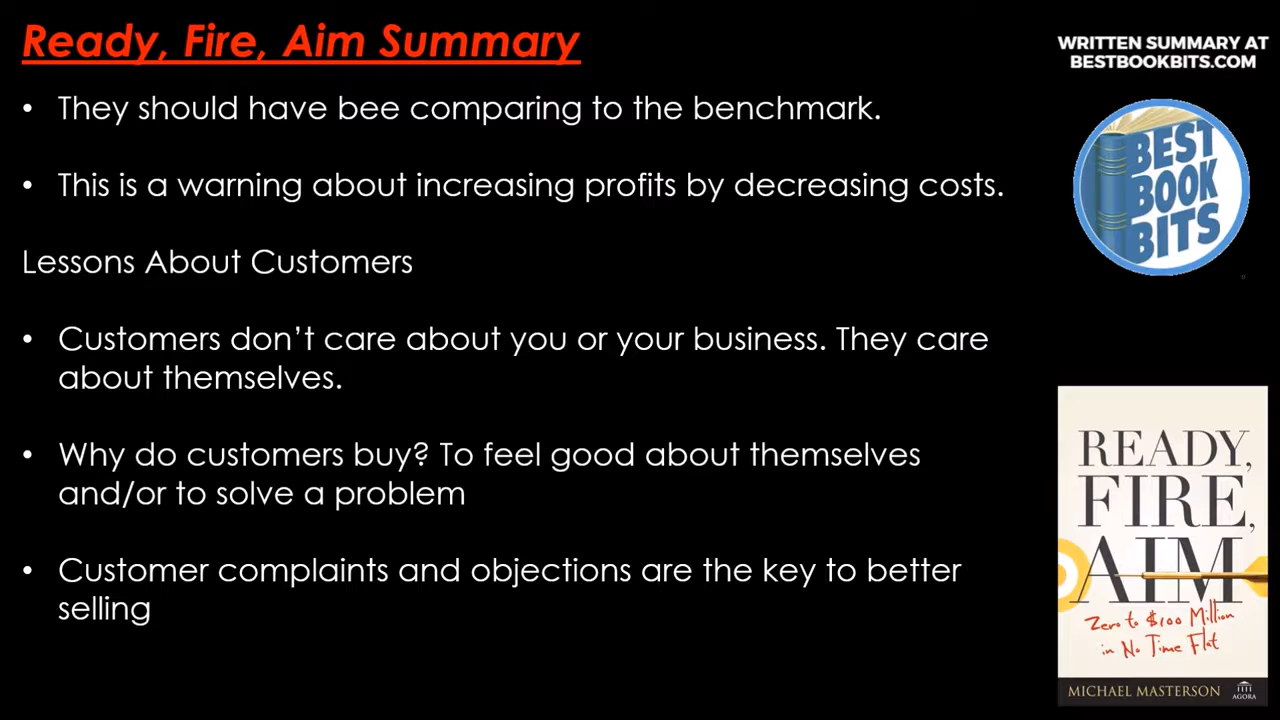 Ready, Fire, Aim Summary
• They should have bee comparing to the benchmark.
• This is a warning about increasing profits by decreasing costs.
Lessons About Customers
• Customers don’t care about you or your business. They care
about themselves.
• Why do customers buy? To feel good about themselves
and/or to solve a problem
• Customer complaints and objections are the key to better
selling
WRITTEN SUMMARY AT
BESTBOOKBITS.COM
BEST
BOOK
BITS
READY,
FIRE,
AIM
Zero to $100 Million
in No Time Flat
MICHAEL MASTERSON
AGORA